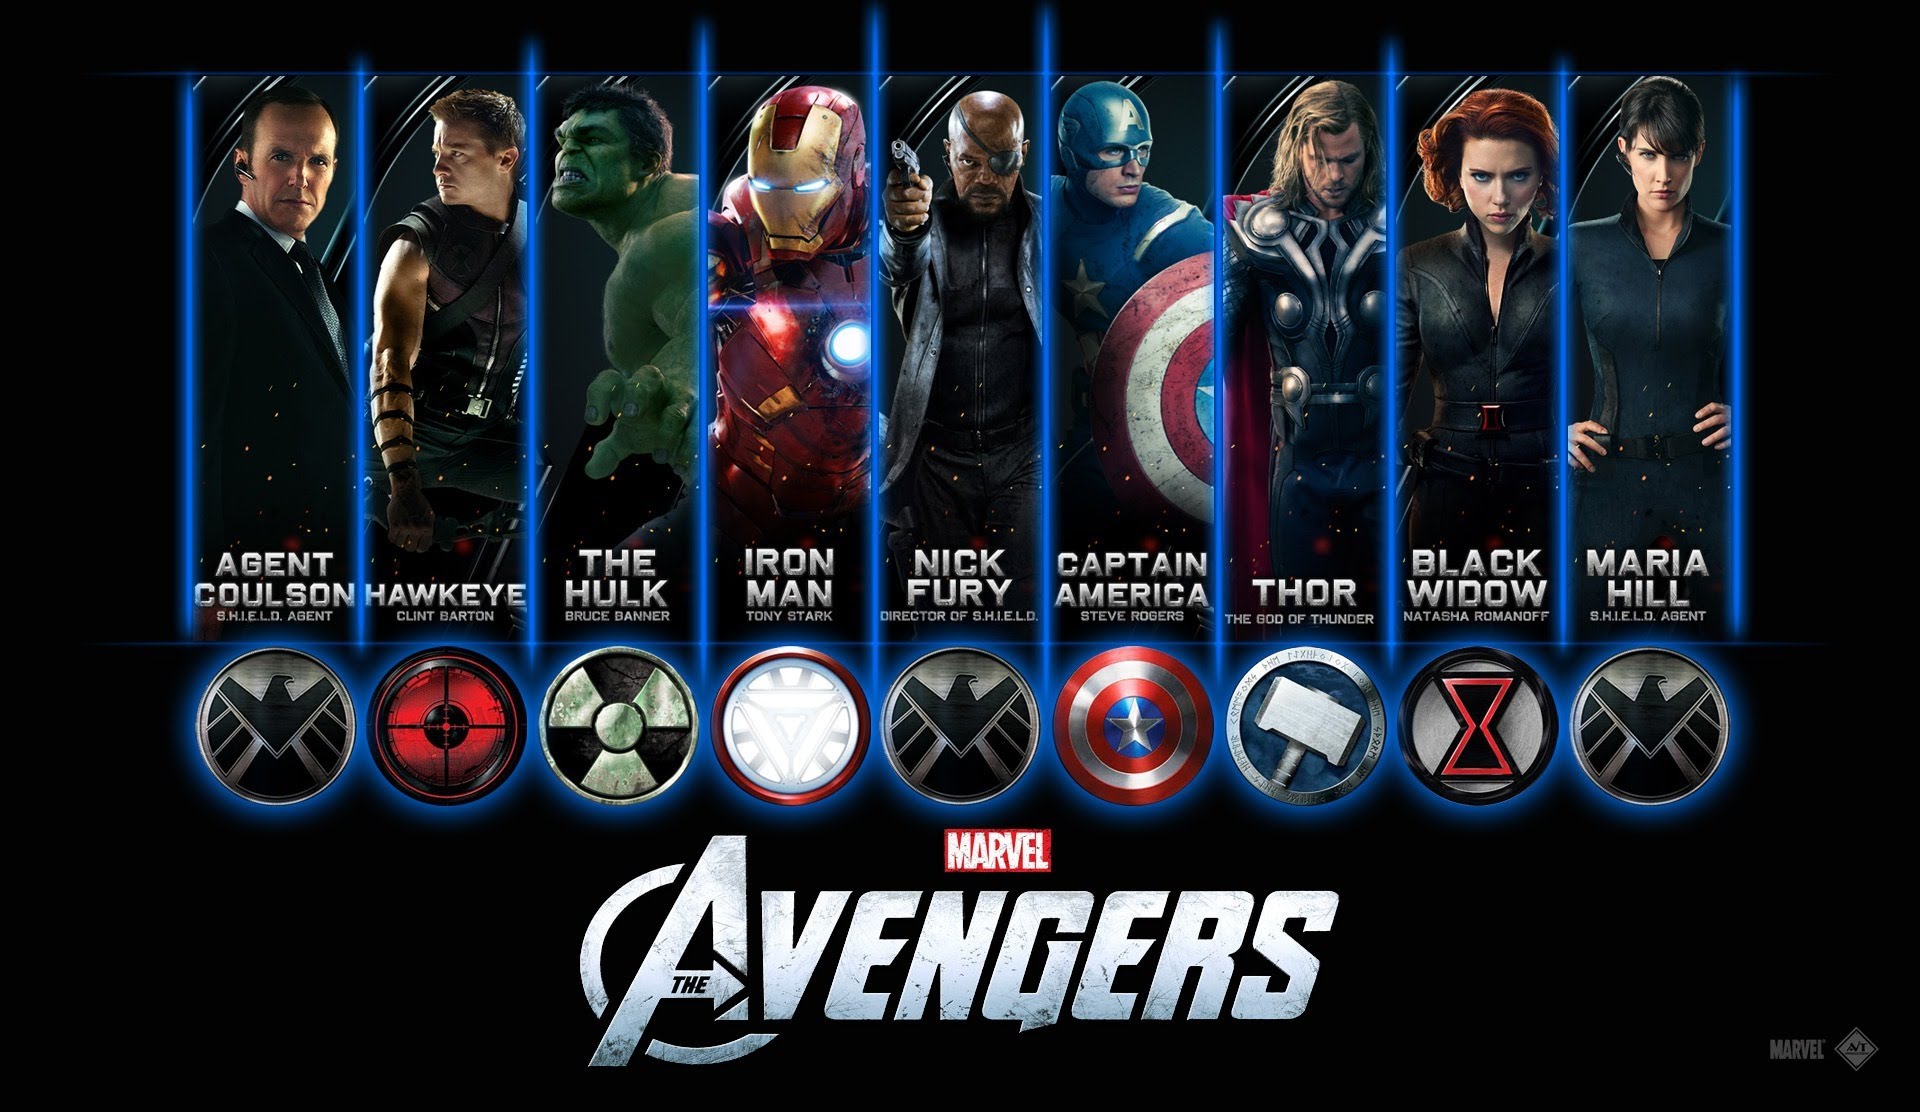 AGENT
COULSON
S.H.I.E.L.D. AGENT
HAWKEYE
CLINT BARTON
THE
HULK
BRUCE BANNER
IRON
MAN
TONY STARK
NICK
FURY
DIRECTOR OF S.H.I.E.L.D.
CAPTAIN
AMERICA
STEVE ROGERS
THOR
THE GOD OF THUNDER
BLACK
WIDOW
NATASHA ROMANOFF
MARIA
HILL
S.H.I.E.L.D. AGENT
A
MARVEL
THE AVENGERS
MARVEL